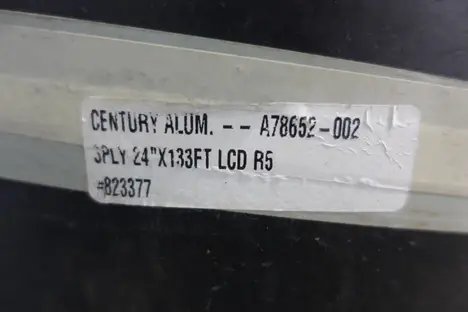 CENTURY ALUM. -- A78652-002
3PLY 24"X133FT LCD R5
#823377